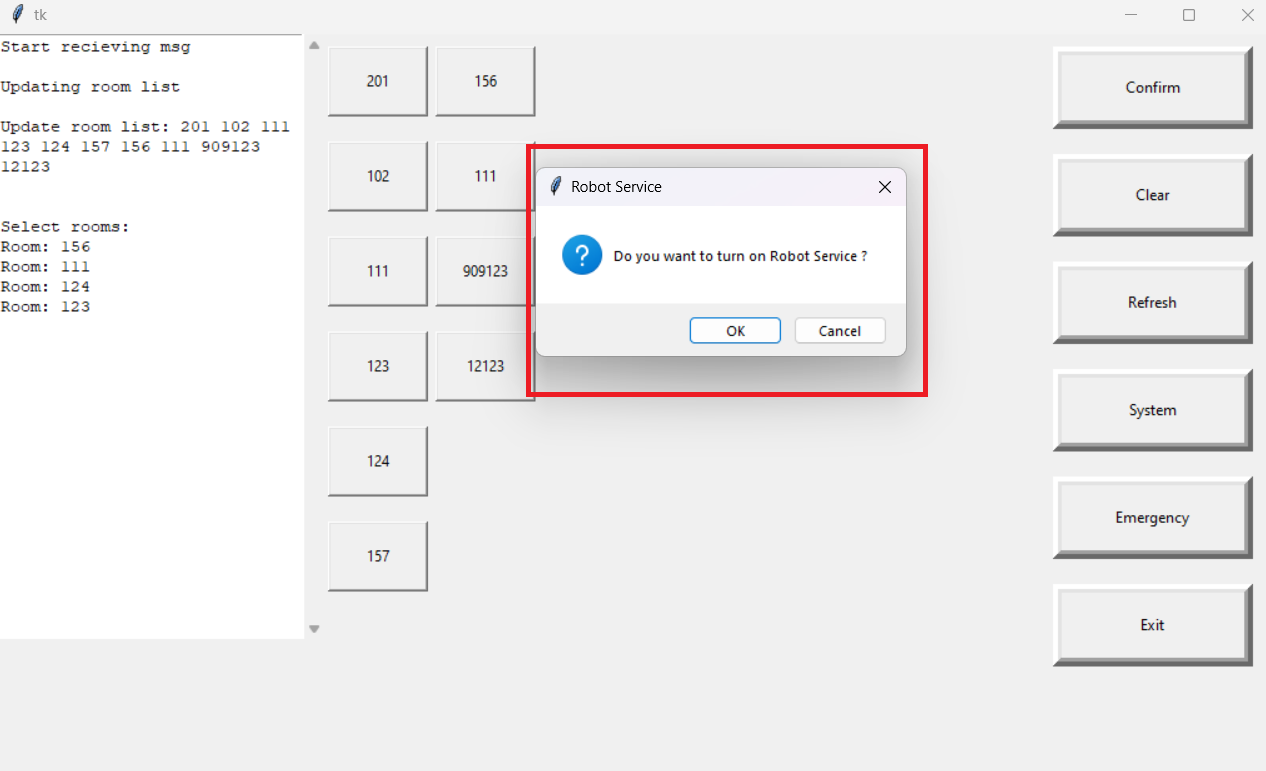 tk
Start recieving msg
Updating room list
Update room list: 201 102 111
123 124 157 156 111 909123
12123
Select rooms:
Room: 156
Room: 111
Room: 124
Room: 123
201
156
102
111
111
909123
123
12123
124
157
Robot Service
?
Do you want to turn on Robot Service ?
OK
Cancel
Confirm
Clear
Refresh
System
Emergency
Exit